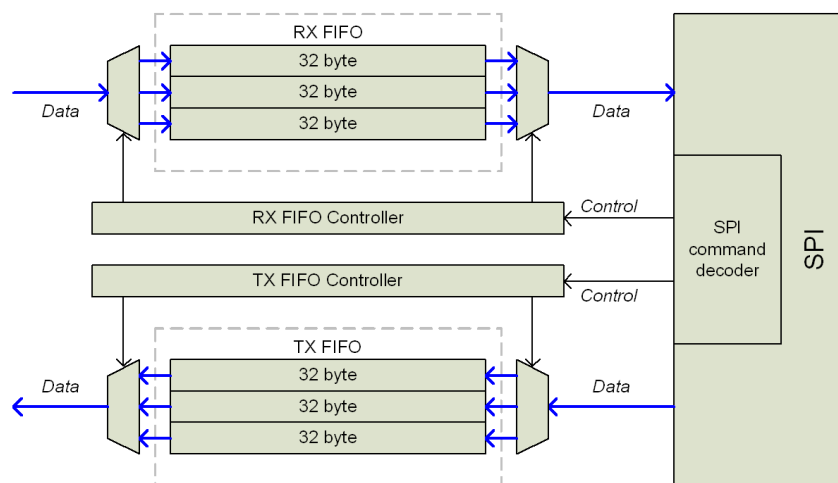 RX FIFO
32 byte
32 byte
32 byte
Data
Data
RX FIFO Controller
Control
SPI
command
decoder
SPI
TX FIFO Controller
Control
TX FIFO
32 byte
32 byte
32 byte
Data
Data